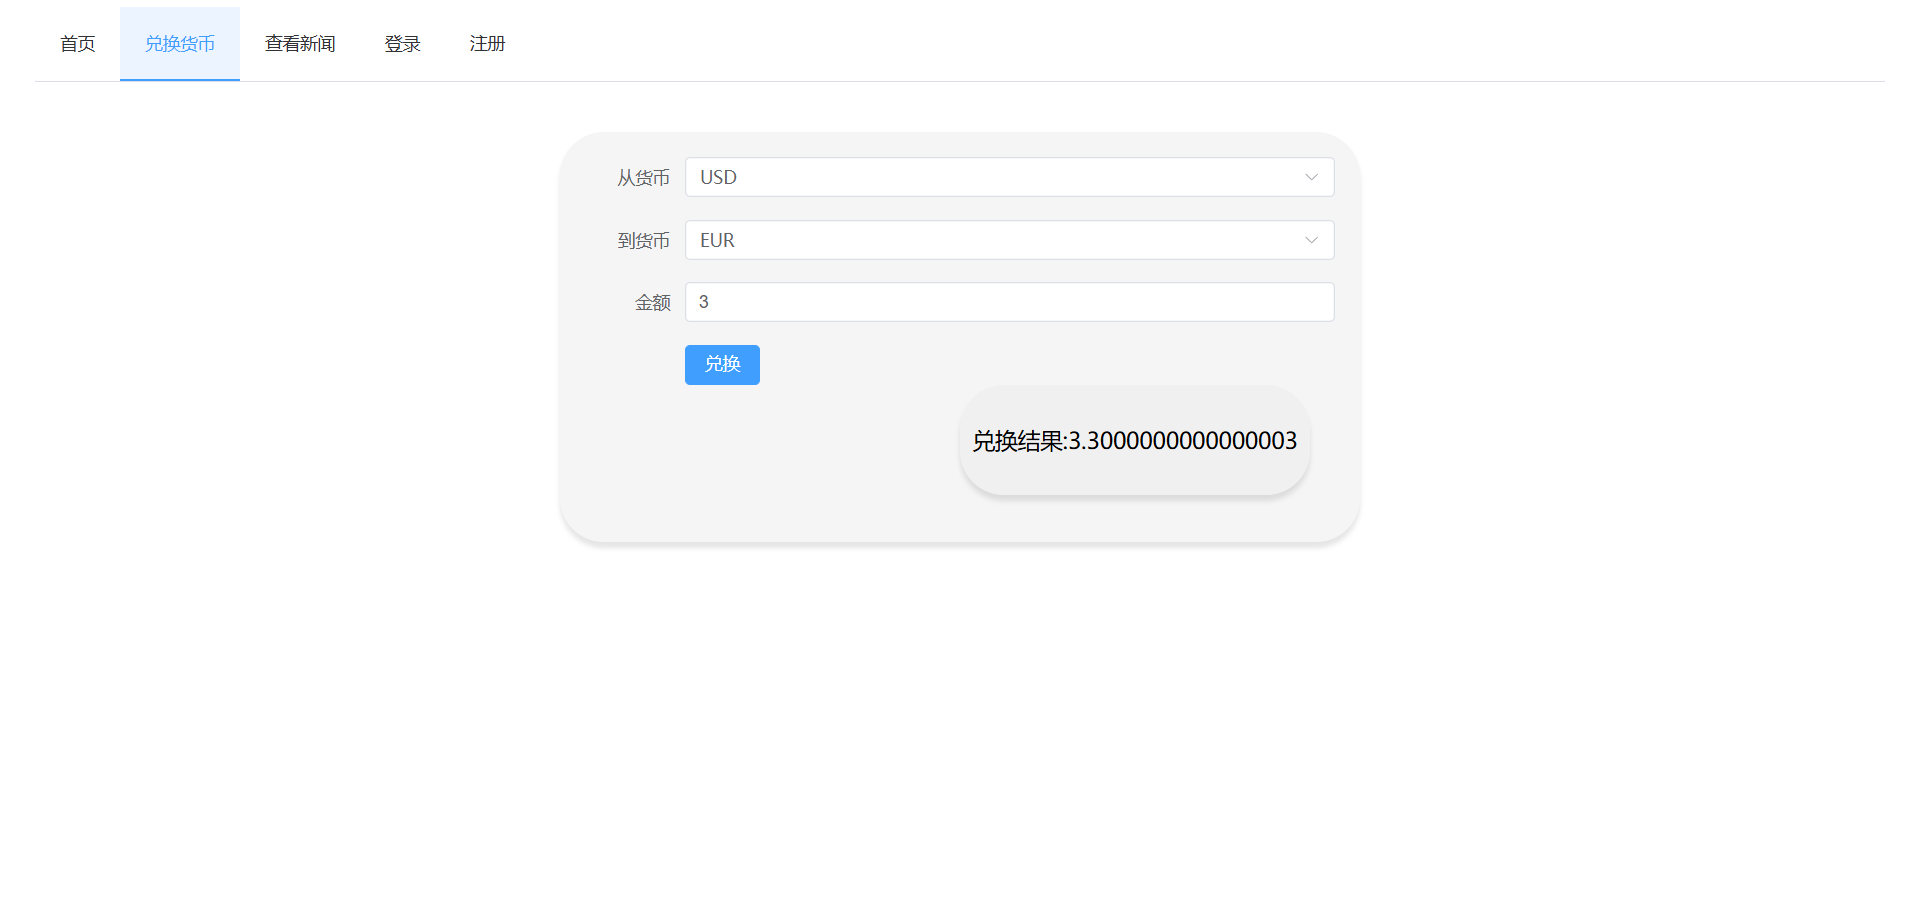 首页 兑换货币 查看新闻 登录 注册
从货币 USD
到货币 EUR
金额 3
兑换
兑换结果:3.3000000000000003